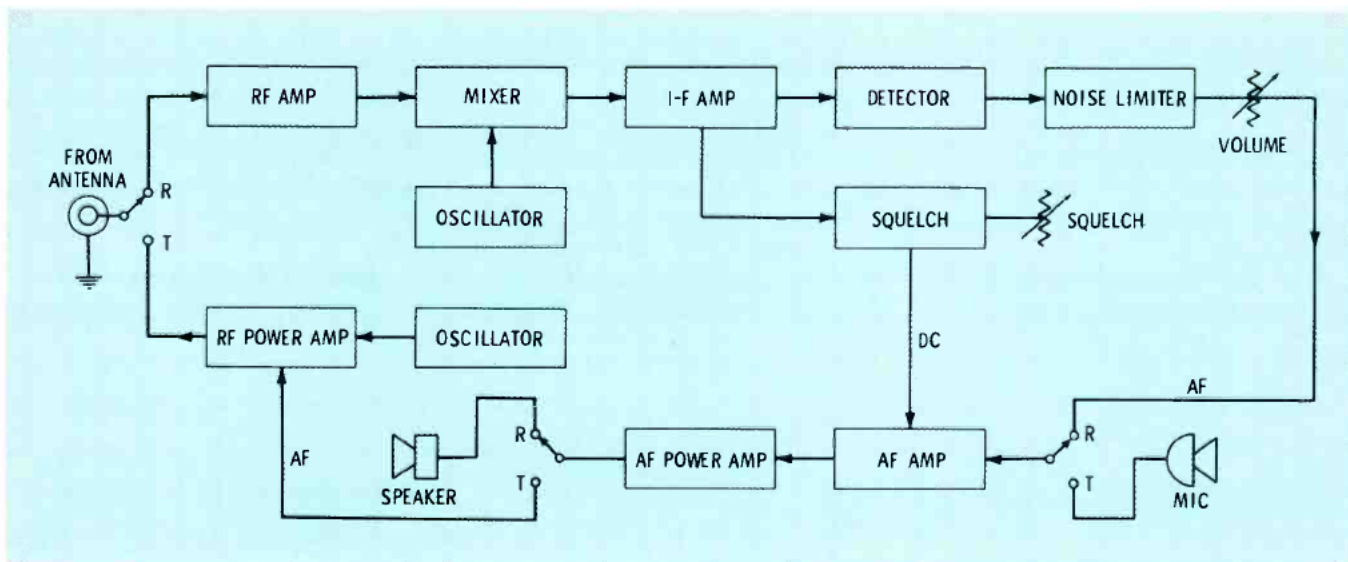 RF AMP
MIXER
I-F AMP
DETECTOR
NOISE LIMITER
VOLUME
FROM
ANTENNA
R
T
OSCILLATOR
SQUELCH
SQUELCH
RF POWER AMP
OSCILLATOR
DC
AF
AF
SPEAKER
R
T
AF POWER AMP
AF AMP
R
T
MIC